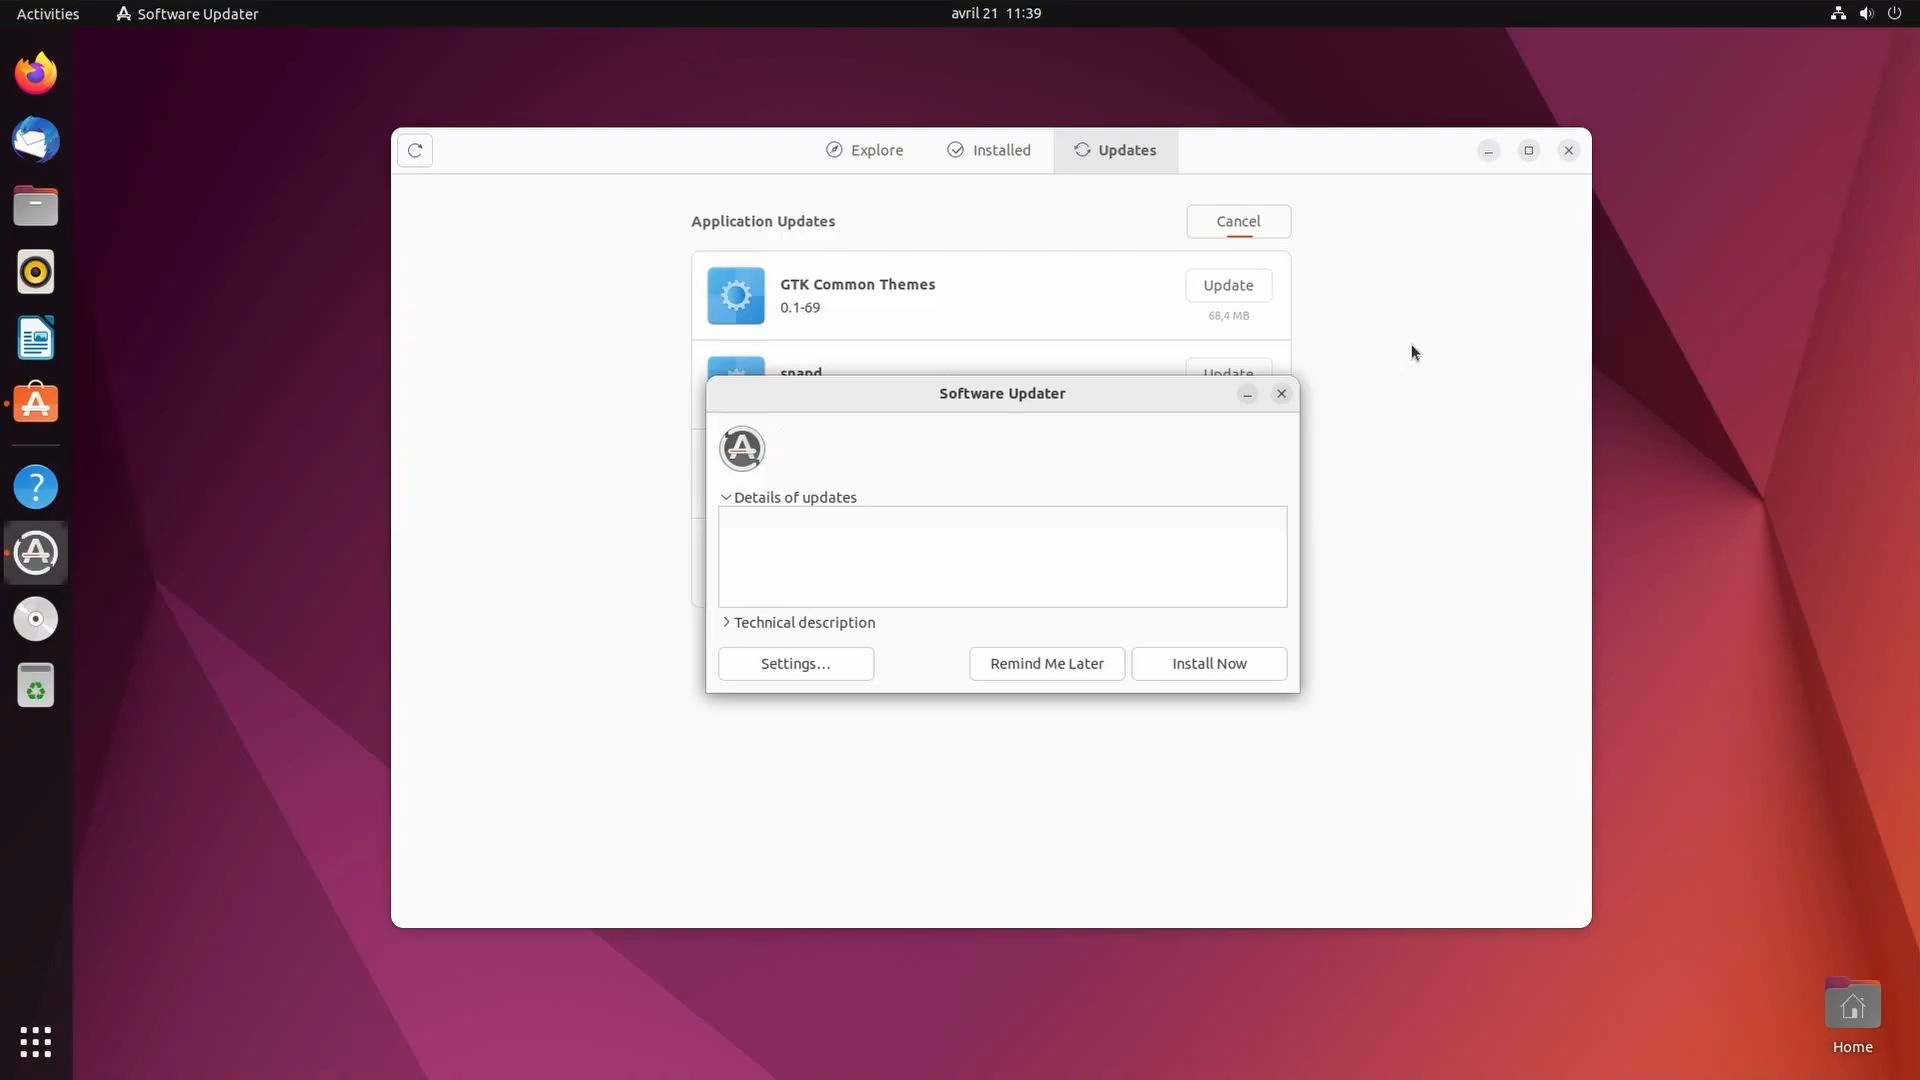 Activities
Software Updater
avril 21 11:39
Explore
Installed
Updates
Application Updates
Cancel
GTK Common Themes
0.1-69
Update
68,4 MB
snapd
Update
Software Updater
Details of updates
Technical description
Settings...
Remind Me Later
Install Now
Home